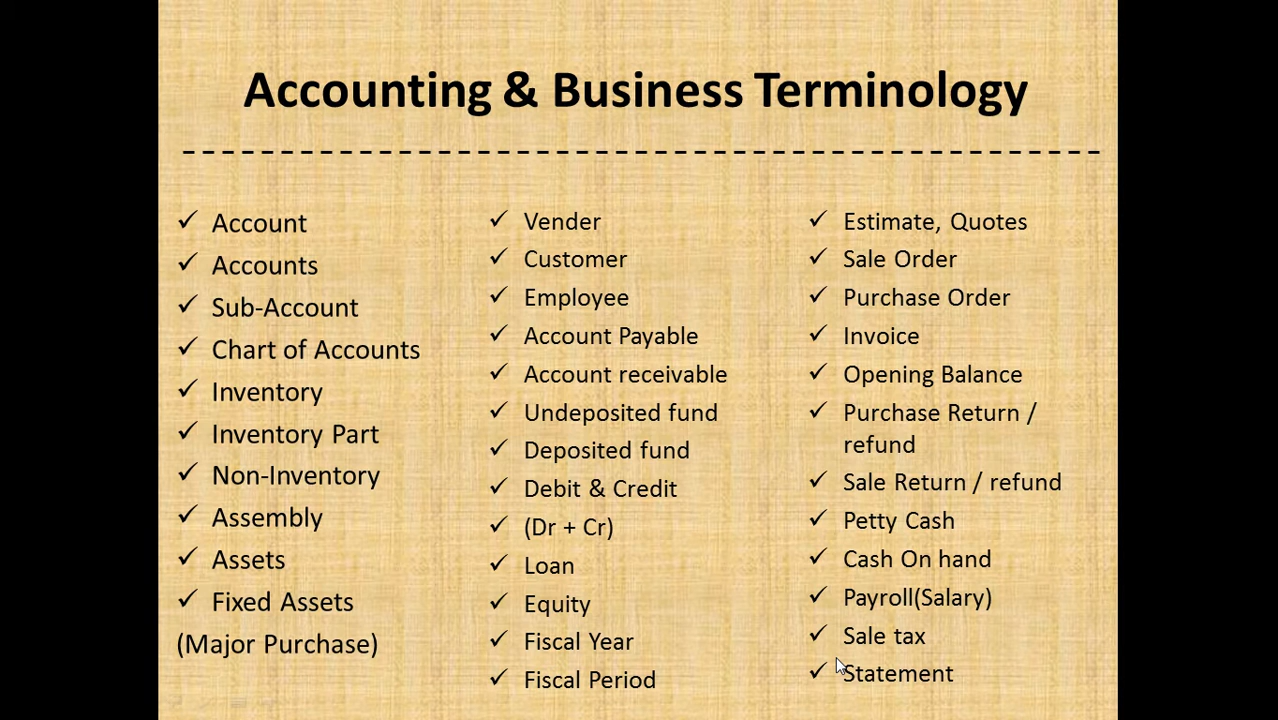 Accounting & Business Terminology
Account
Accounts
Sub-Account
Chart of Accounts
Inventory
Inventory Part
Non-Inventory
Assembly
Assets
Fixed Assets
(Major Purchase)
Vender
Customer
Employee
Account Payable
Account receivable
Undeposited fund
Deposited fund
Debit & Credit
(Dr + Cr)
Loan
Equity
Fiscal Year
Fiscal Period
Estimate, Quotes
Sale Order
Purchase Order
Invoice
Opening Balance
Purchase Return /
refund
Sale Return / refund
Petty Cash
Cash On hand
Payroll(Salary)
Sale tax
Statement